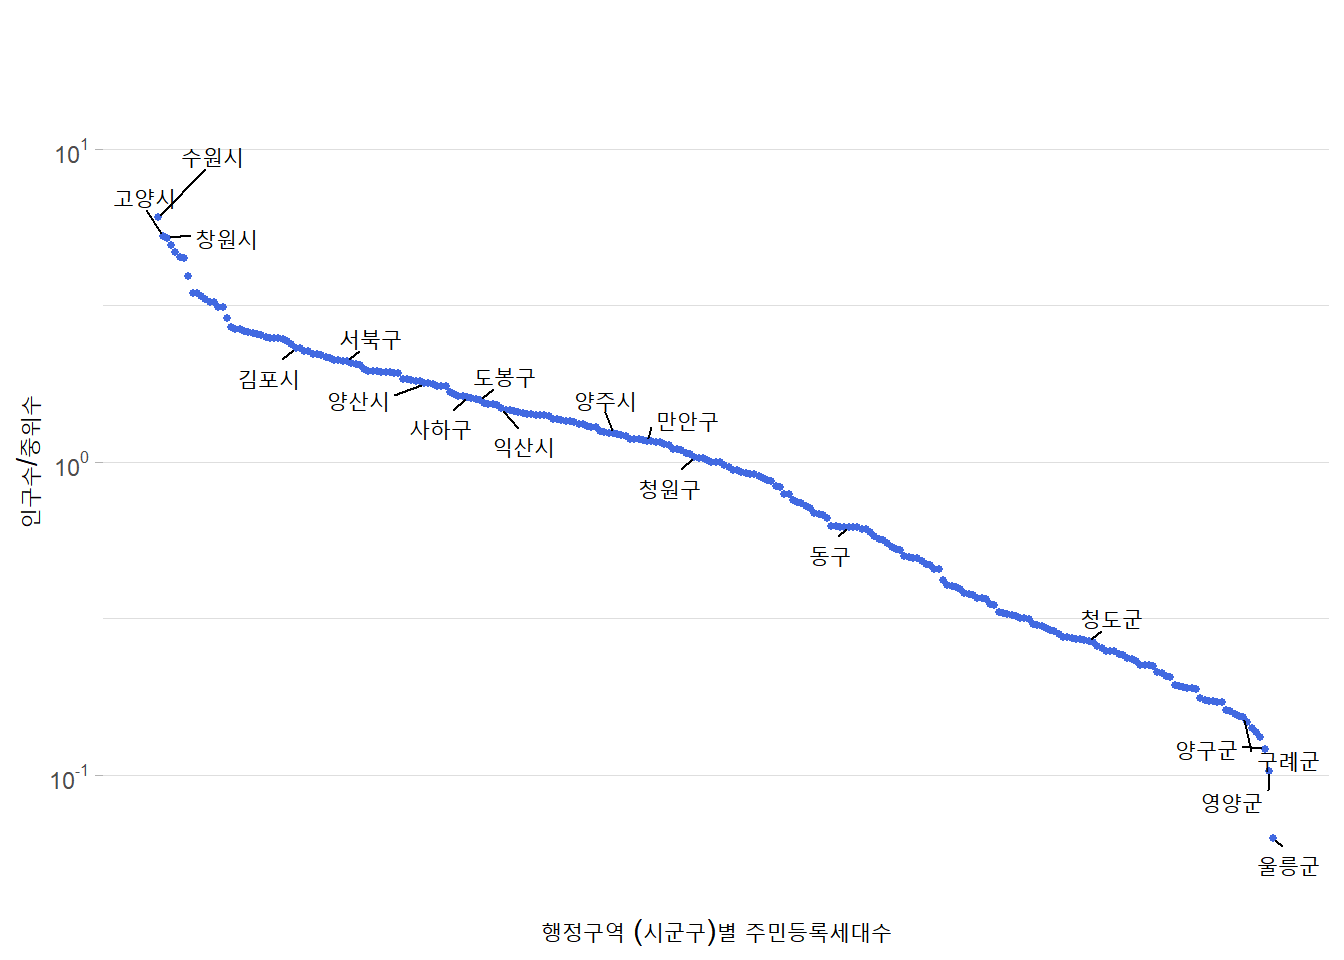 10¹
수원시
고양시
창원시
서북구
김포시
도봉구
양산시
양주시
사하구
만안구
익산시
10⁰
청원구
인구수/중위수
동구
청도군
양구군
구례군
10⁻¹
영양군
울릉군
행정구역 (시군구)별 주민등록세대수